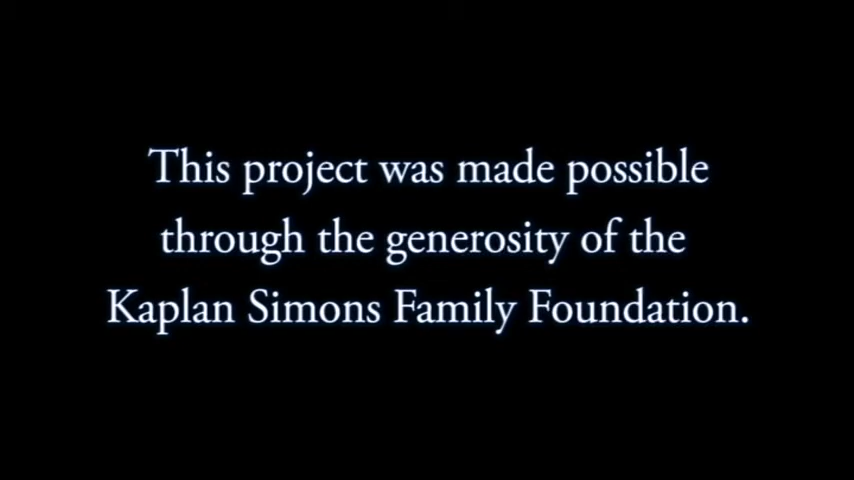 This project was made possible
through the generosity of the
Kaplan Simons Family Foundation.